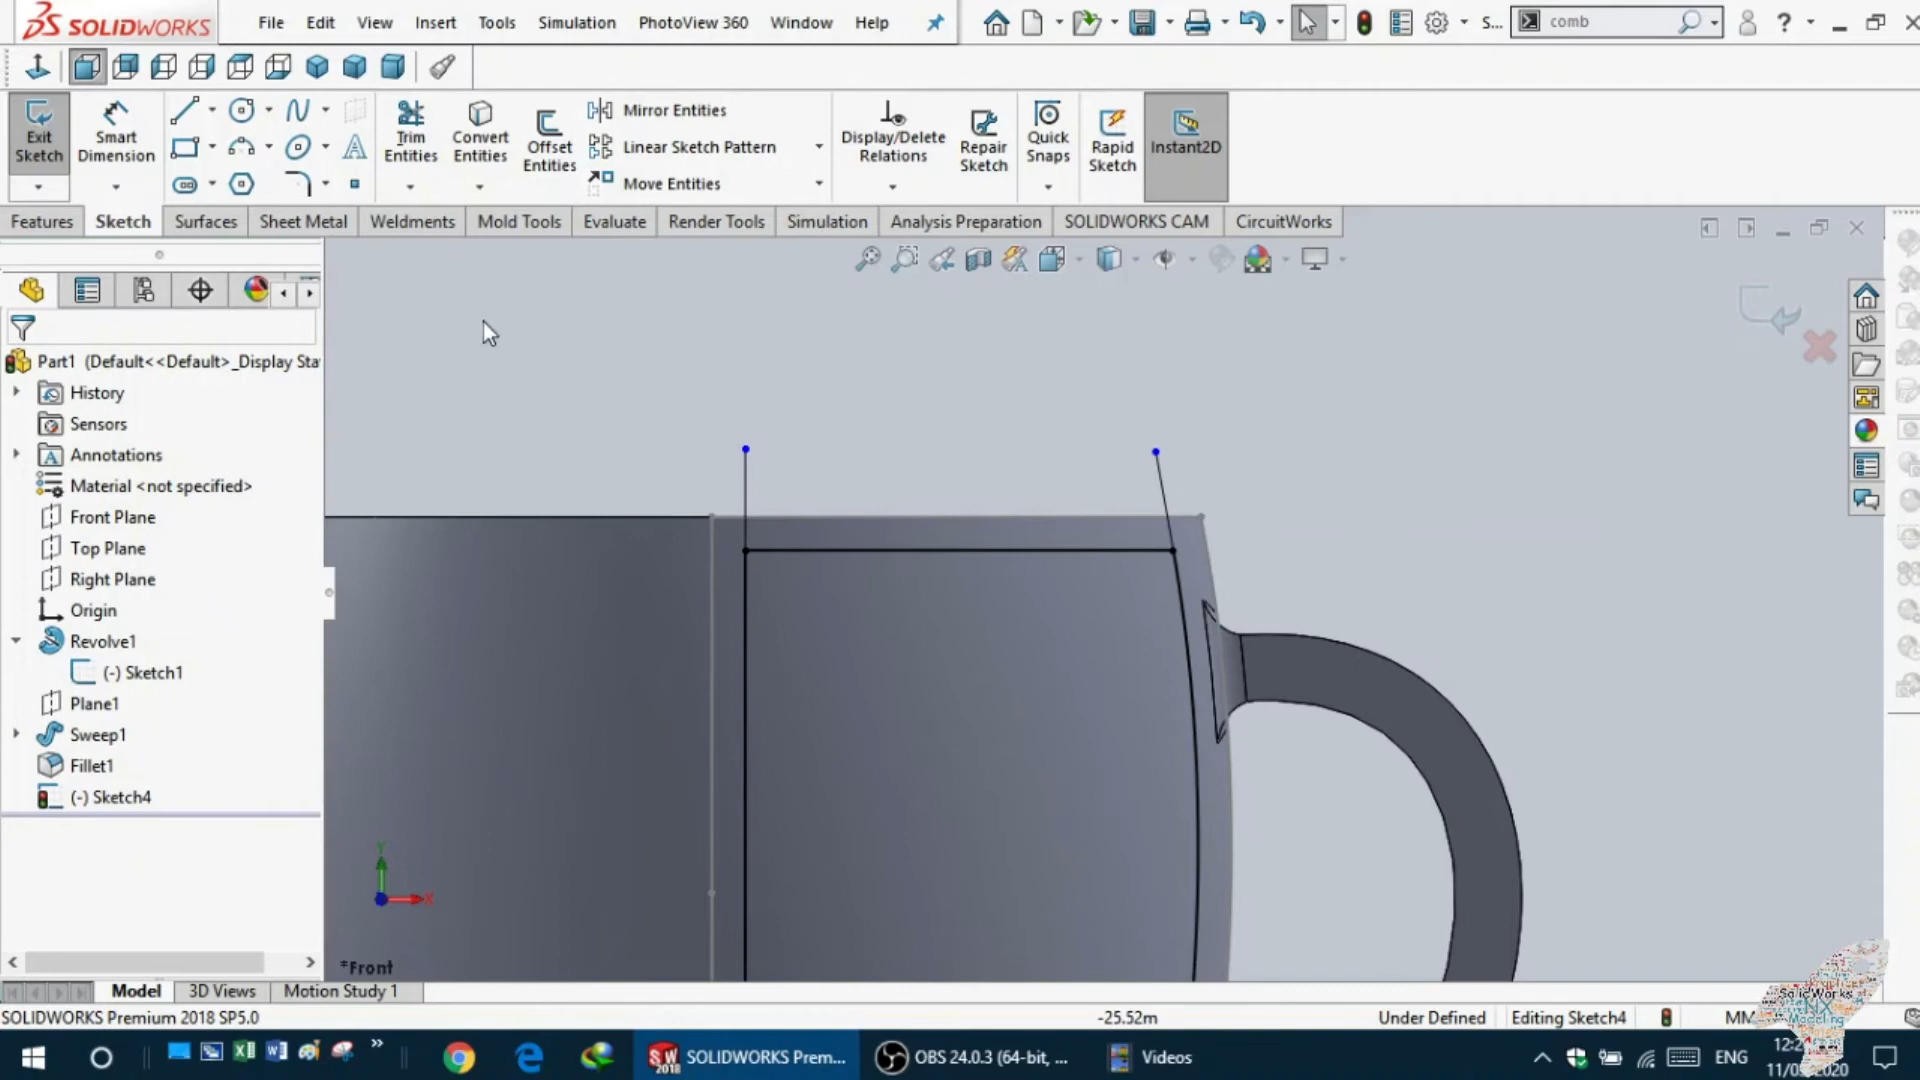 SOLIDWORKS File Edit View Insert Tools Simulation PhotoView 360 Window Help S... comb ?
Exit Sketch
Smart Dimension
Trim Entities
Convert Entities
Offset Entities
Mirror Entities
Linear Sketch Pattern
Move Entities
Display/Delete Relations
Repair Sketch
Quick Snaps
Rapid Sketch
Instant2D
Features Sketch Surfaces Sheet Metal Weldments Mold Tools Evaluate Render Tools Simulation Analysis Preparation SOLIDWORKS CAM CircuitWorks
Part1 (Default<<Default>_Display Sta
History
Sensors
Annotations
Material <not specified>
Front Plane
Top Plane
Right Plane
Origin
Revolve1
(-) Sketch1
Plane1
Sweep1
Fillet1
(-) Sketch4
Y
X
*Front
Model 3D Views Motion Study 1
SolidWorks
NX
Modeling
SOLIDWORKS Premium 2018 SP5.0 -25.52m Under Defined Editing Sketch4
SOLIDWORKS Prem... OBS 24.0.3 (64-bit, ... Videos ENG